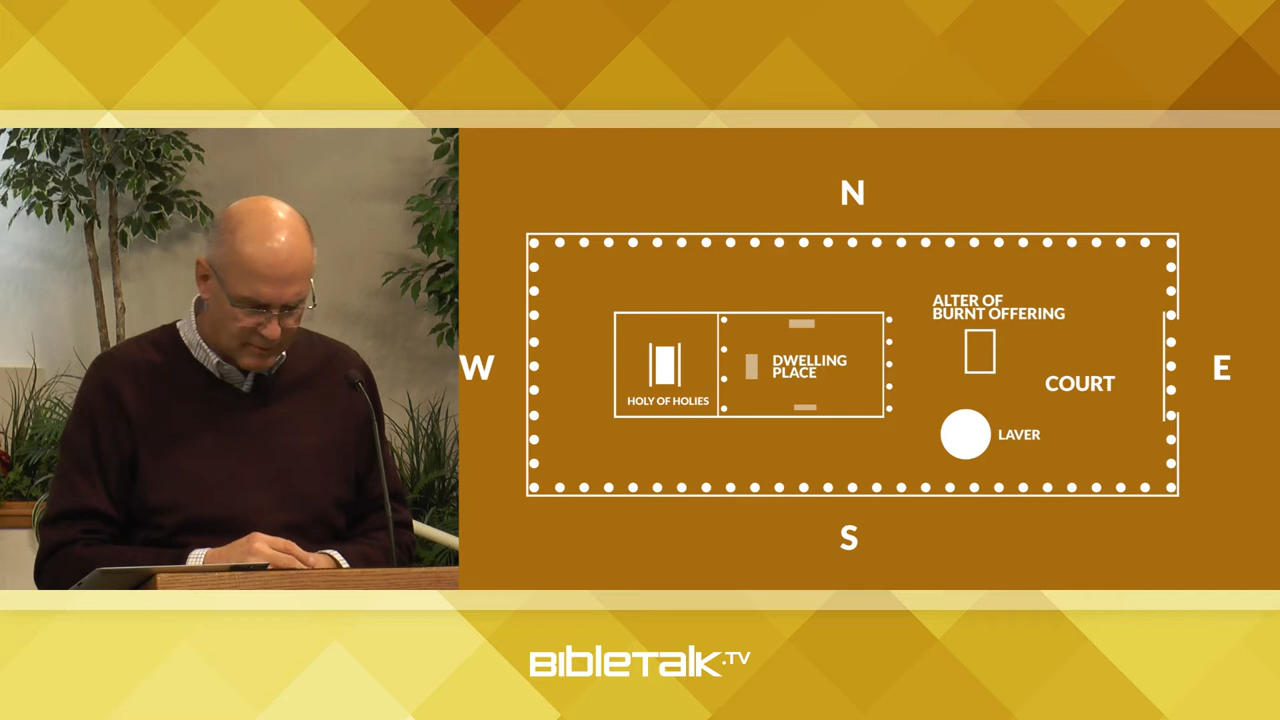 N
ALTER OF
BURNT OFFERING
W
DWELLING
PLACE
E
COURT
HOLY OF HOLIES
LAVER
S
BIBLETALK.TV